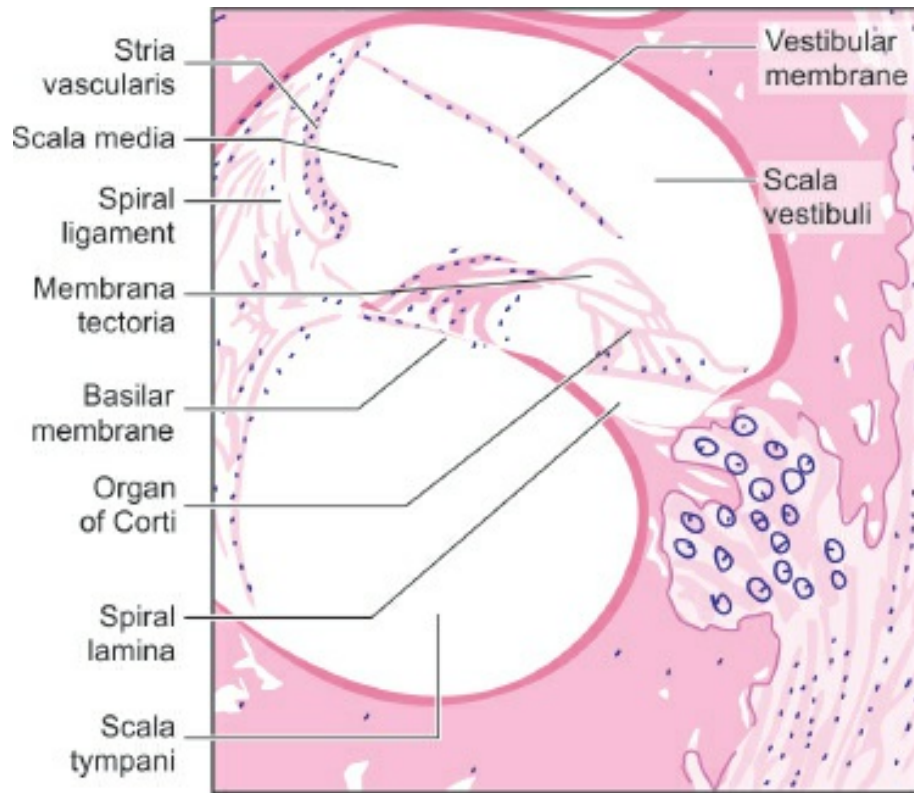 Stria
vascularis
Scala media
Spiral
ligament
Membrana
tectoria
Basilar
membrane
Organ
of Corti
Spiral
lamina
Scala
tympani
Vestibular
membrane
Scala
vestibuli